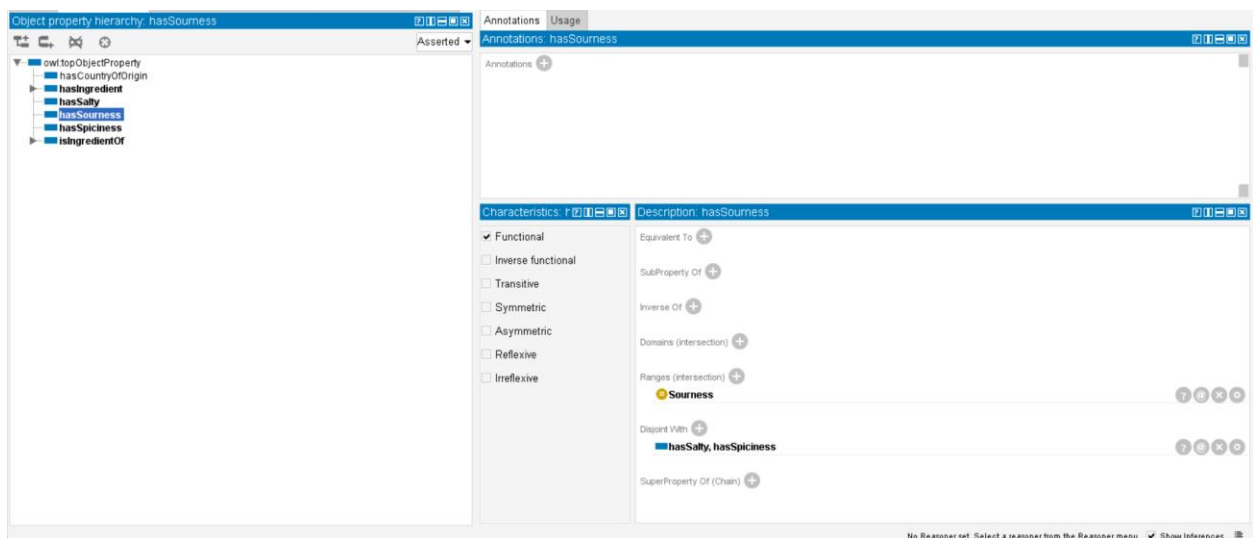 Object property hierarchy: hasSourness
Asserted
owl:topObjectProperty
hasCountryOfOrigin
hasIngredient
hasSalty
hasSourness
hasSpiciness
isIngredientOf
Annotations Usage
Annotations: hasSourness
Annotations
Characteristics: h
Functional
Inverse functional
Transitive
Symmetric
Asymmetric
Reflexive
Irreflexive
Description: hasSourness
Equivalent To
SubProperty Of
Inverse Of
Domains (intersection)
Ranges (intersection)
Sourness
Disjoint With
hasSalty, hasSpiciness
SuperProperty Of (Chain)
No Reasoner set. Select a reasoner from the Reasoner menu Show Inferences